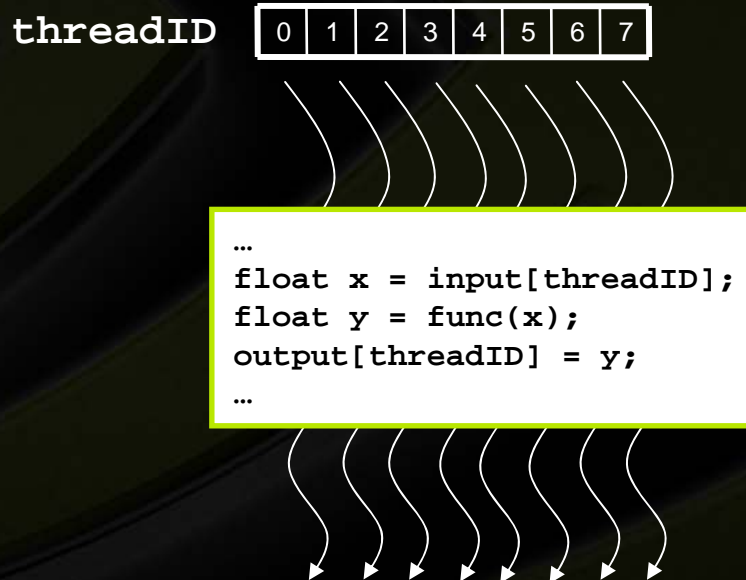 threadID 0 1 2 3 4 5 6 7
…
float x = input[threadID];
float y = func(x);
output[threadID] = y;
…